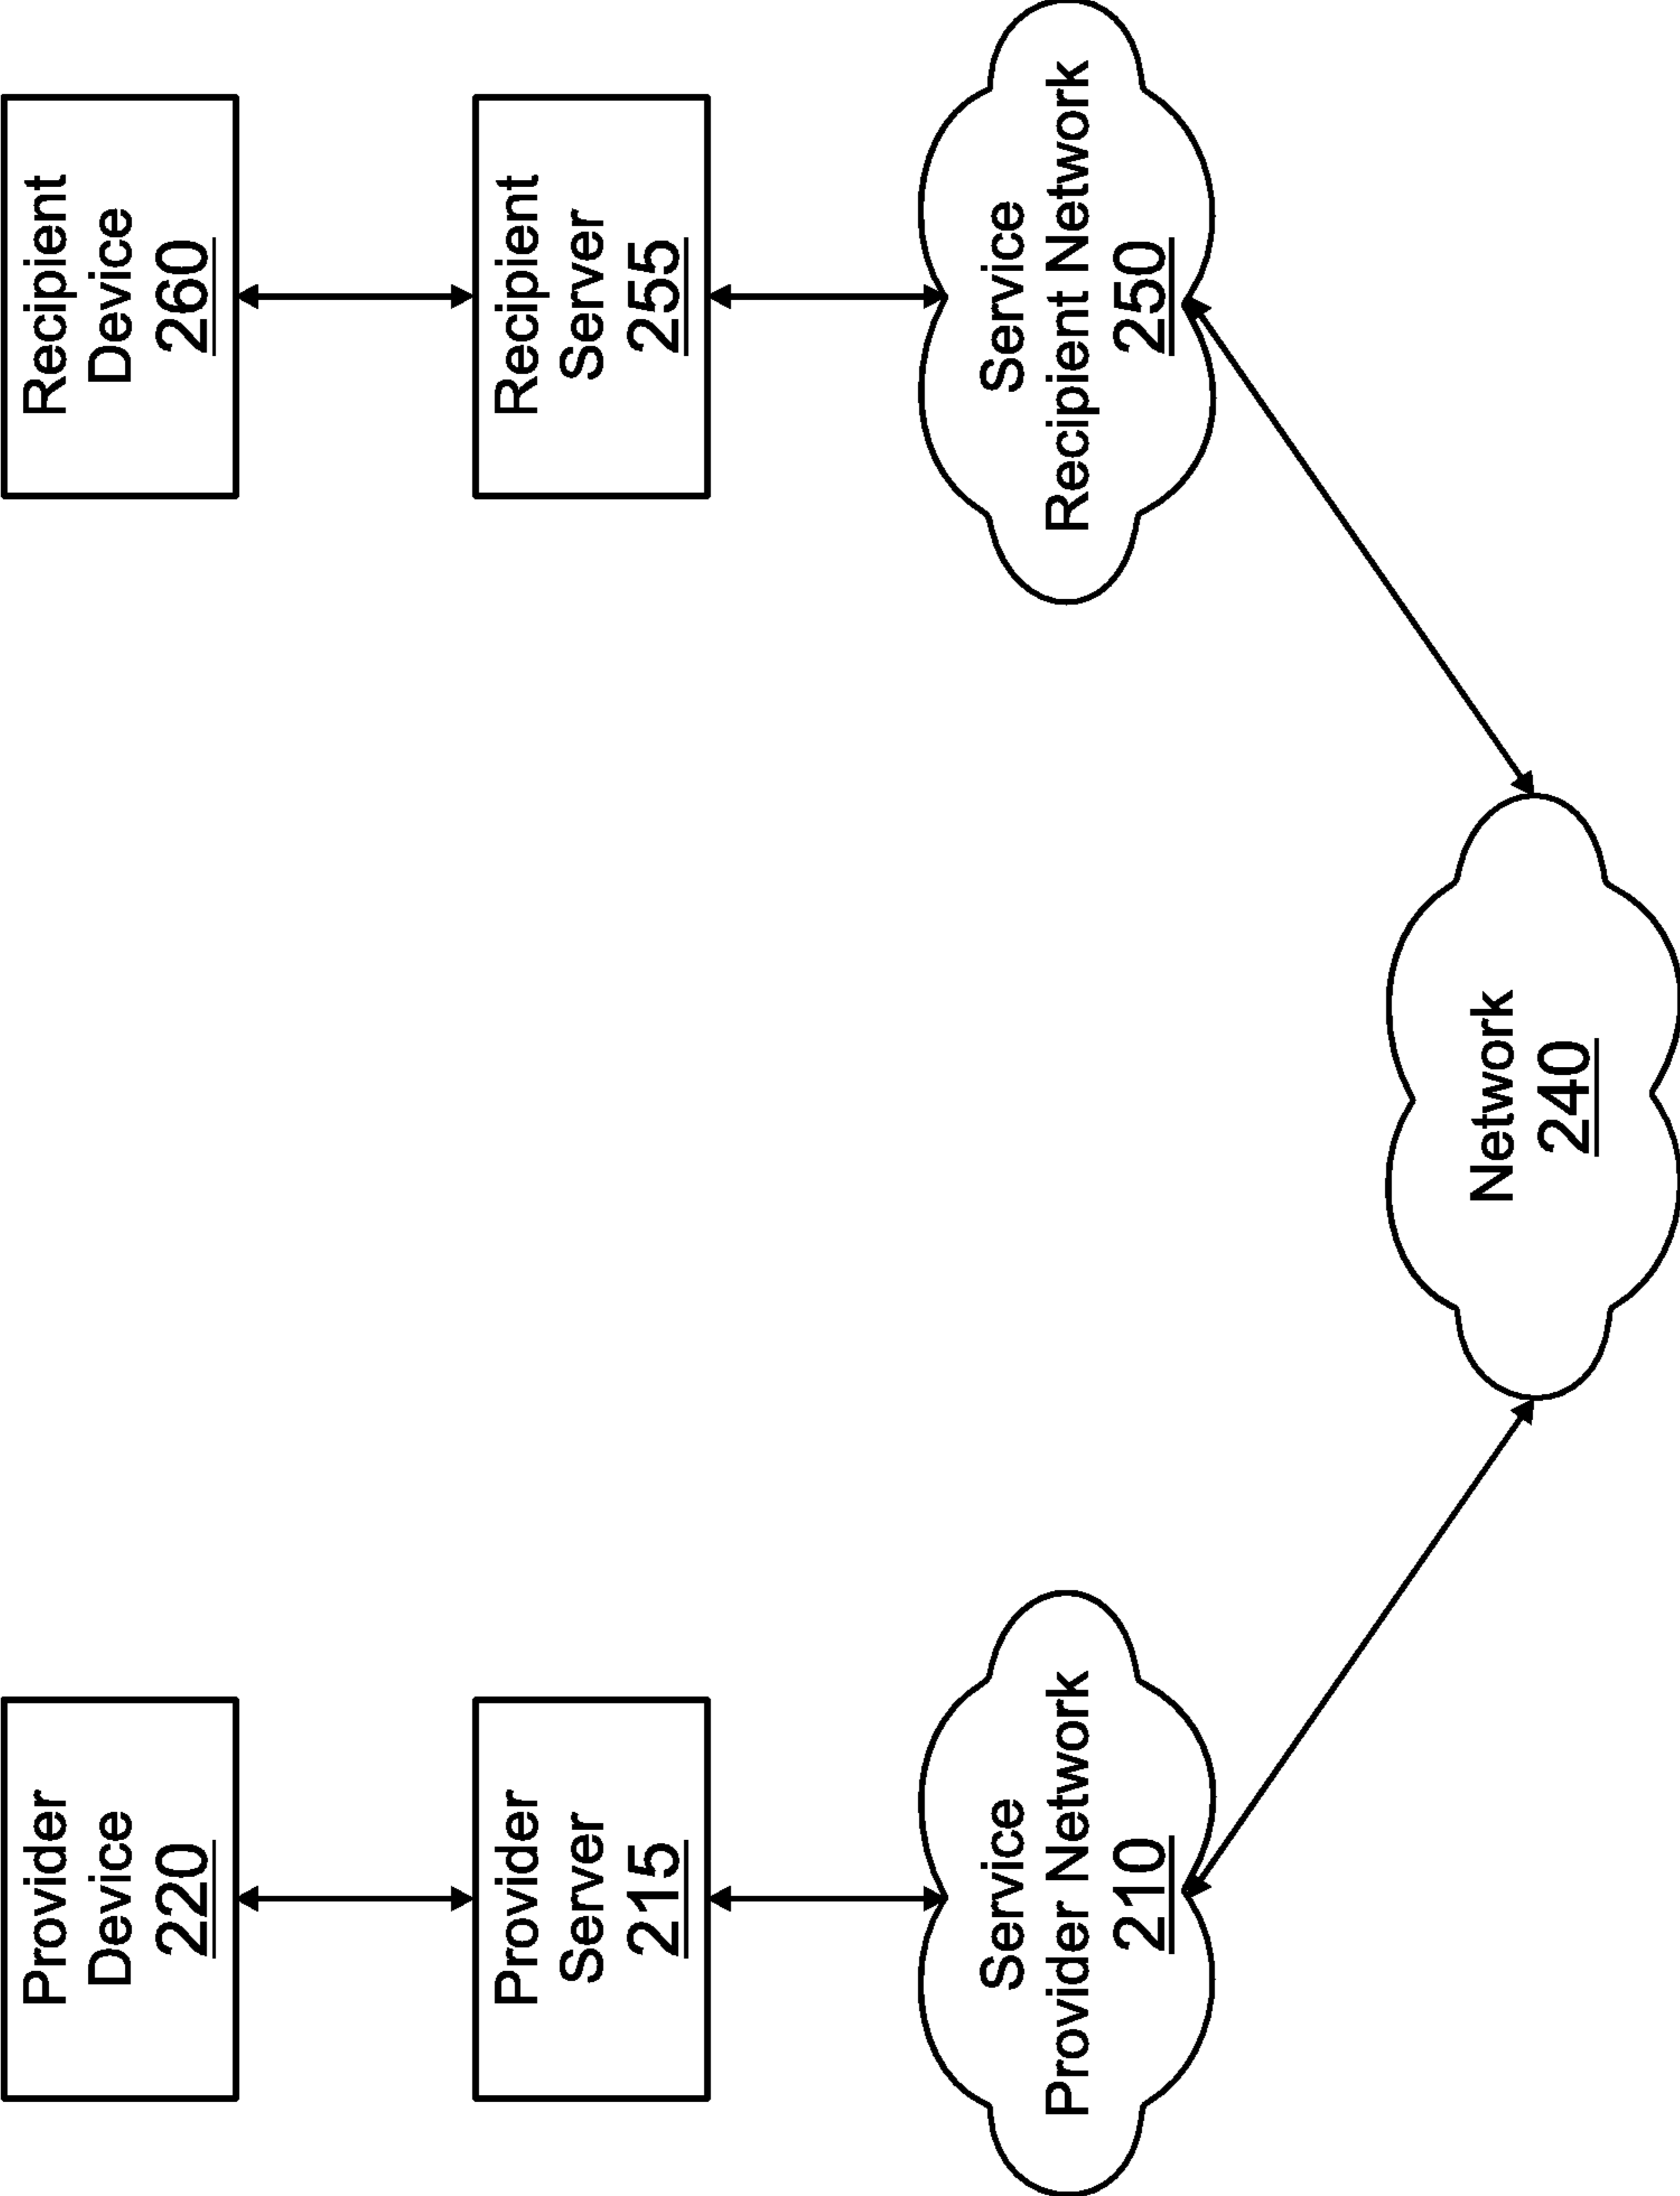 Provider
Device
220
Provider
Server
215
Service
Provider Network
210
Network
240
Recipient
Device
260
Recipient
Server
255
Service
Recipient Network
250